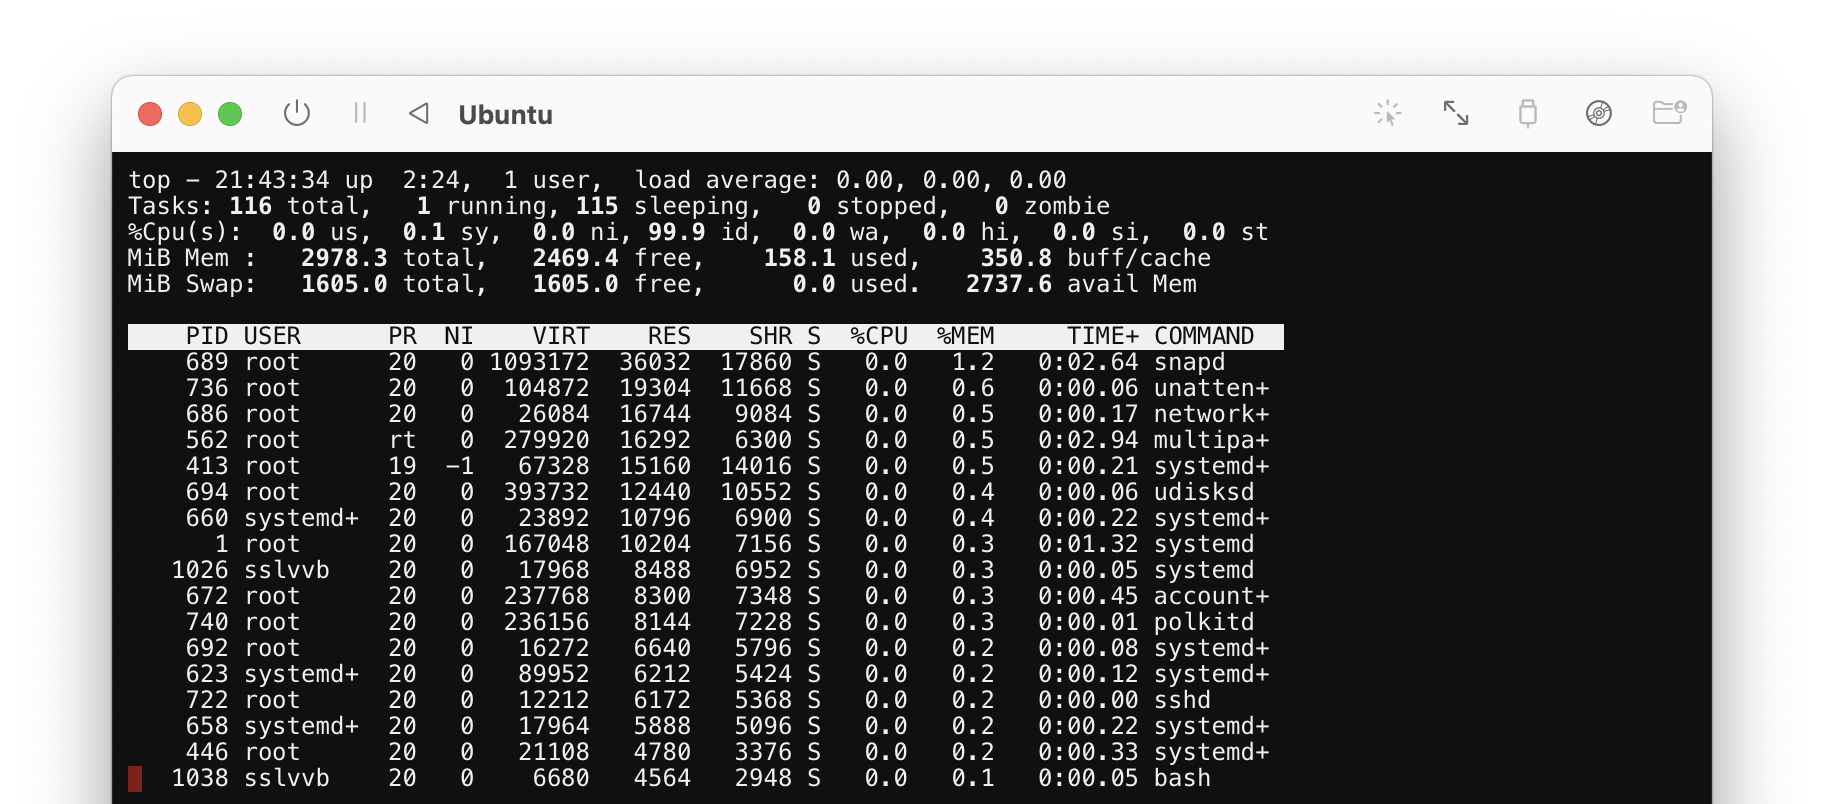 Ubuntu
top – 21:43:34 up  2:24,  1 user,  load average: 0.00, 0.00, 0.00
Tasks: 116 total,   1 running, 115 sleeping,   0 stopped,   0 zombie
%Cpu(s):  0.0 us,  0.1 sy,  0.0 ni, 99.9 id,  0.0 wa,  0.0 hi,  0.0 si,  0.0 st
MiB Mem :   2978.3 total,   2469.4 free,    158.1 used,    350.8 buff/cache
MiB Swap:   1605.0 total,   1605.0 free,      0.0 used.   2737.6 avail Mem
PID USER      PR  NI    VIRT    RES    SHR S  %CPU  %MEM     TIME+ COMMAND
689 root      20   0 1093172  36032  17860 S   0.0   1.2   0:02.64 snapd
736 root      20   0  104872  19304  11668 S   0.0   0.6   0:00.06 unatten+
686 root      20   0   26084  16744   9084 S   0.0   0.5   0:00.17 network+
562 root      rt   0  279920  16292   6300 S   0.0   0.5   0:02.94 multipa+
413 root      19  –1   67328  15160  14016 S   0.0   0.5   0:00.21 systemd+
694 root      20   0  393732  12440  10552 S   0.0   0.4   0:00.06 udisksd
660 systemd+  20   0   23892  10796   6900 S   0.0   0.4   0:00.22 systemd+
1 root      20   0  167048  10204   7156 S   0.0   0.3   0:01.32 systemd
1026 sslvvb    20   0   17968   8488   6952 S   0.0   0.3   0:00.05 systemd
672 root      20   0  237768   8300   7348 S   0.0   0.3   0:00.45 account+
740 root      20   0  236156   8144   7228 S   0.0   0.3   0:00.01 polkitd
692 root      20   0   16272   6640   5796 S   0.0   0.2   0:00.08 systemd+
623 systemd+  20   0   89952   6212   5424 S   0.0   0.2   0:00.12 systemd+
722 root      20   0   12212   6172   5368 S   0.0   0.2   0:00.00 sshd
658 systemd+  20   0   17964   5888   5096 S   0.0   0.2   0:00.22 systemd+
446 root      20   0   21108   4780   3376 S   0.0   0.2   0:00.33 systemd+
1038 sslvvb    20   0    6680   4564   2948 S   0.0   0.1   0:00.05 bash